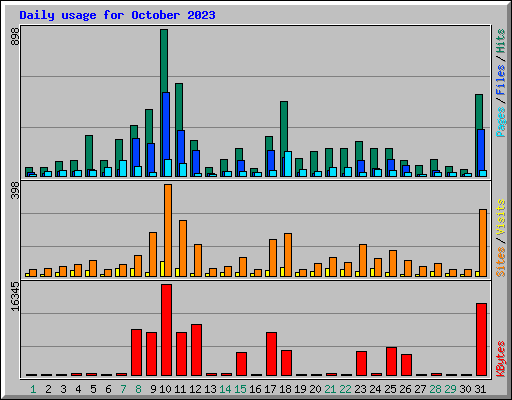 Daily usage for October 2023
898
398
16345
Pages / Files / Hits
Sites / Visits
KBytes
1 2 3 4 5 6 7 8 9 10 11 12 13 14 15 16 17 18 19 20 21 22 23 24 25 26 27 28 29 30 31